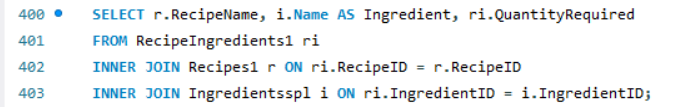 400 SELECT r.RecipeName, i.Name AS Ingredient, ri.QuantityRequired
401 FROM RecipeIngredients1 ri
402 INNER JOIN Recipes1 r ON ri.RecipeID = r.RecipeID
403 INNER JOIN Ingredientsspl i ON ri.IngredientID = i.IngredientID;